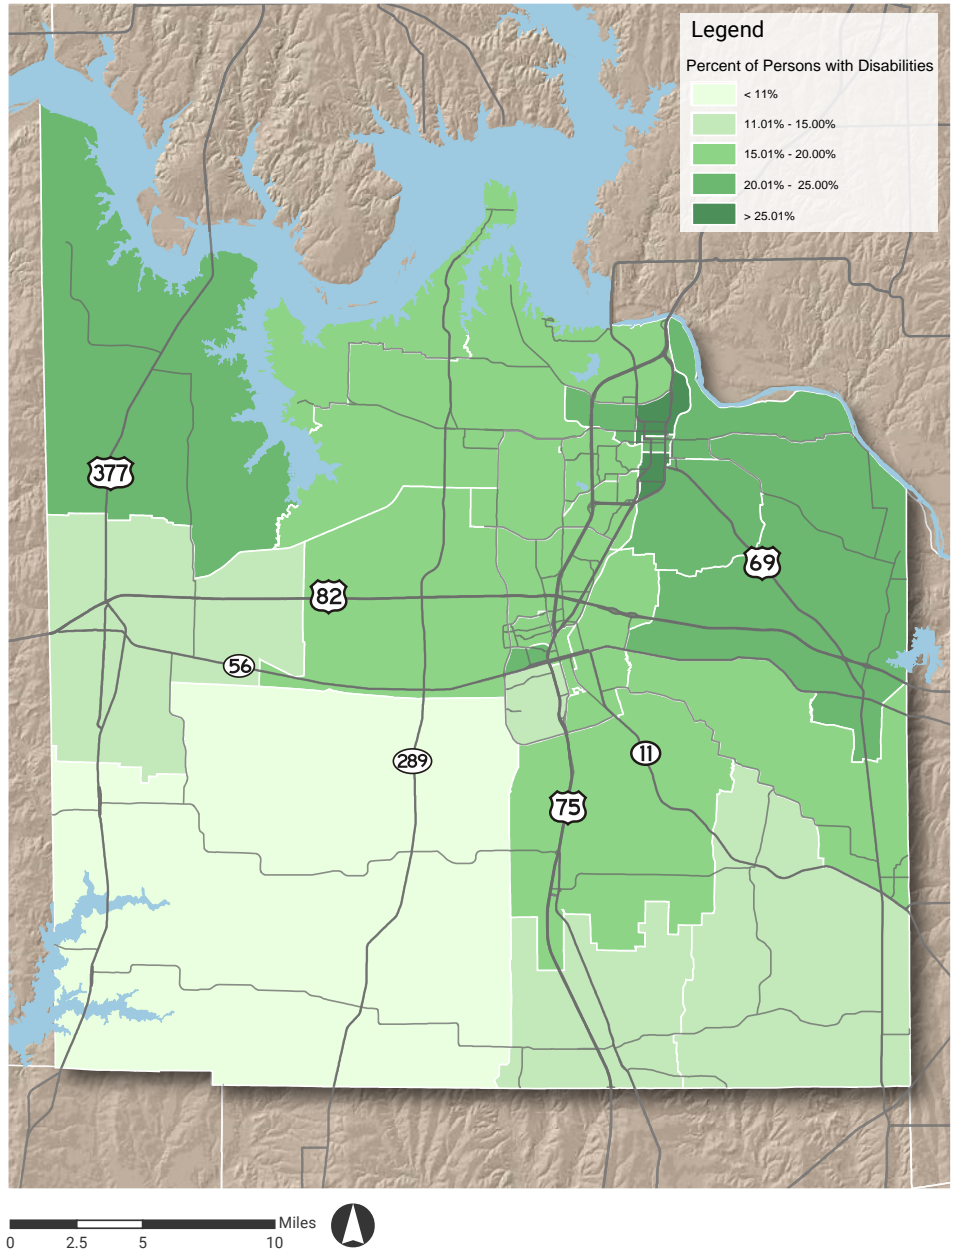 Legend
Percent of Persons with Disabilities
< 11%
11.01% - 15.00%
15.01% - 20.00%
20.01% - 25.00%
> 25.01%
377
69
82
56
289
11
75
Miles
0 2.5 5 10